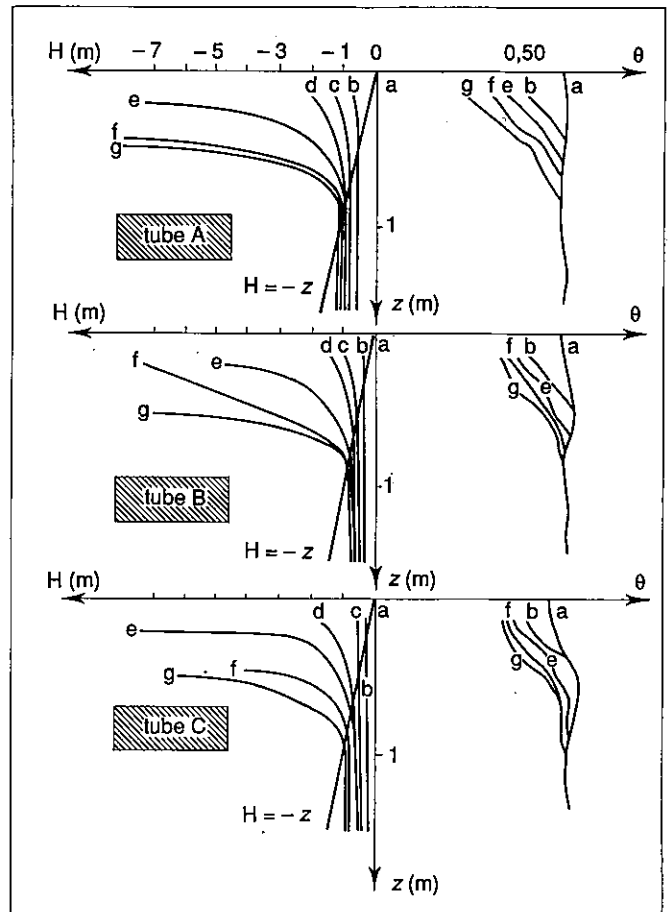 H (m) −7 −5 −3 −1 0 0,50 θ
d c b a g f e b a
e
f
g
1
tube A
H = − z
z (m)
H (m) θ
d c b a f b a
f e e
g g
1
tube B
H = − z
z (m)
H (m) θ
d c a f b a
e e
g f b g
1
tube C
H = − z
z (m)